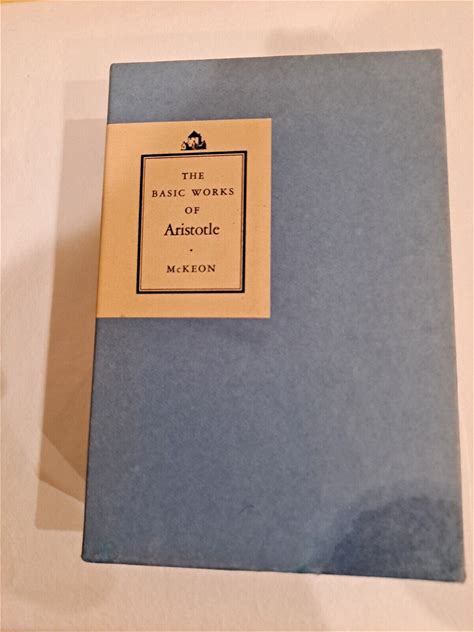 THE
BASIC WORKS
OF
Aristotle
McKEON